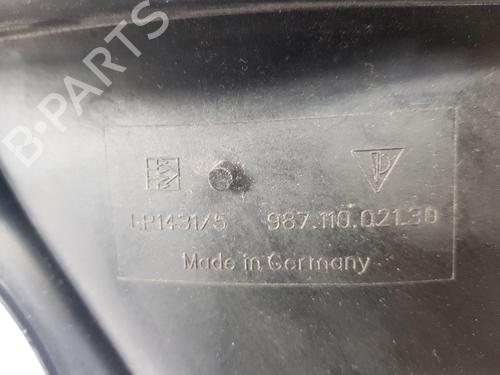 B-PARTS
LP1431/5 987.110.021.30
Made in Germany